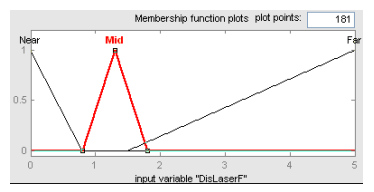 Membership function plots plot points: 181
Near Mid Far
1
0.5
0
0 1 2 3 4 5
input variable "DisLaserF"